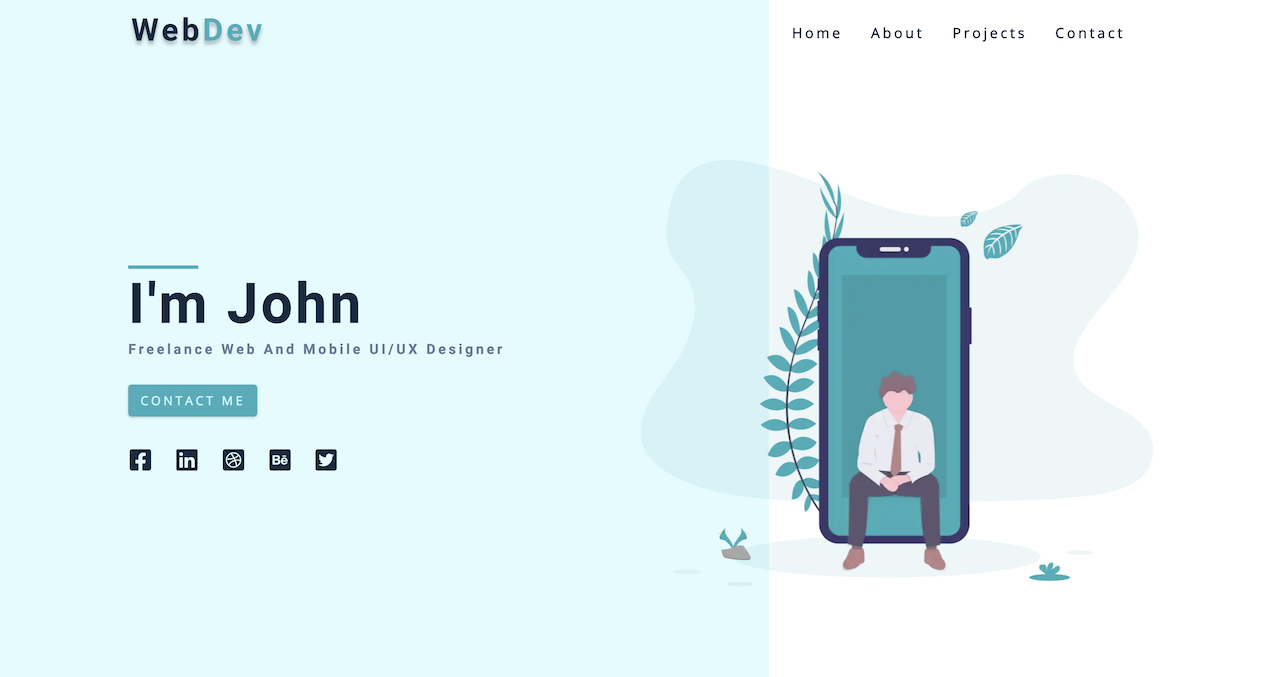 WebDev
Home About Projects Contact
I'm John
Freelance Web And Mobile UI/UX Designer
CONTACT ME